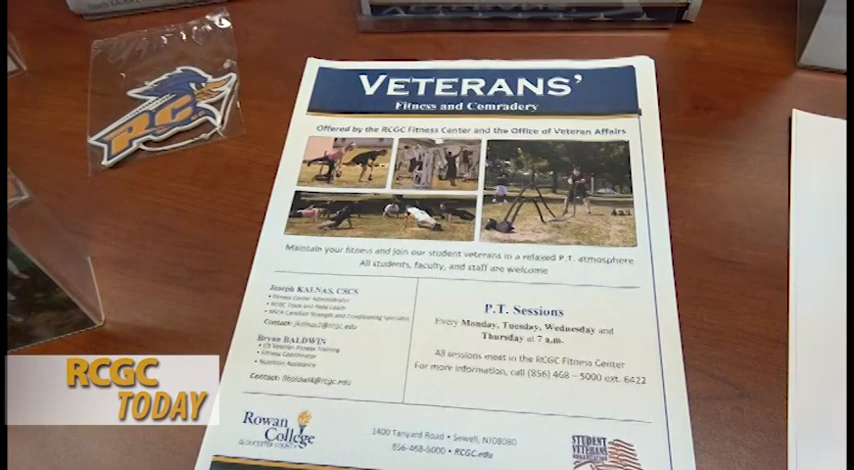 RC
VETERANS'
Fitness and Comradery
Offered by the RCGC Fitness Center and the Office of Veteran Affairs
Maintain your fitness and join our student veterans in a relaxed P.T. atmosphere
All students, faculty, and staff are welcome
Joseph KALNAS, CSCS
• Fitness Center Administrator
• RCGC Track and Field Coach
• NSCA Certified Strength and Conditioning Specialist
Contact:
Bryan BALDWIN
Veteran Fitness Training
• Fitness Coordinator
• Nutrition Assistance
Contact:
P.T. Sessions
Every Monday, Tuesday, Wednesday and
Thursday at 7 a.m.
All sessions meet in the RCGC Fitness Center
For more information, call (856) 468 – 5000 ext. 6422
Rowan
College
GLOUCESTER COUNTY
1400 Tanyard Road • Sewell, NJ 08080
856-468-5000 • RCGC.edu
STUDENT
VETERANS
RCGC
TODAY